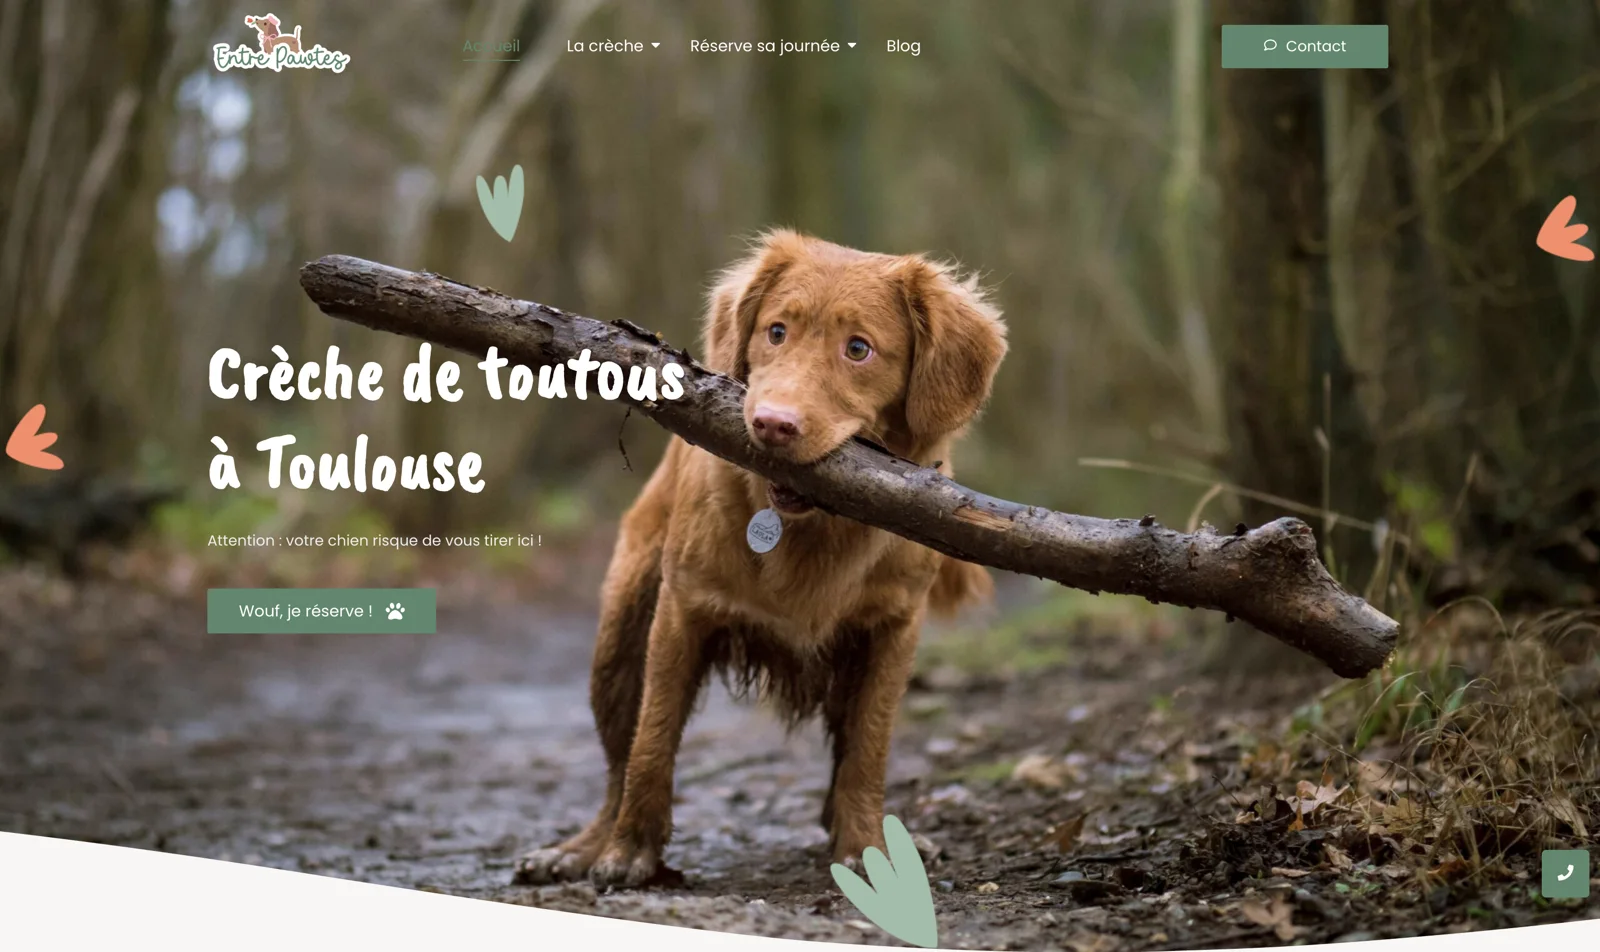 Entre Pawtes
Accueil
La crèche
Réserve sa journée
Blog
Contact
Crèche de toutous
à Toulouse
Attention : votre chien risque de vous tirer ici !
Wouf, je réserve !